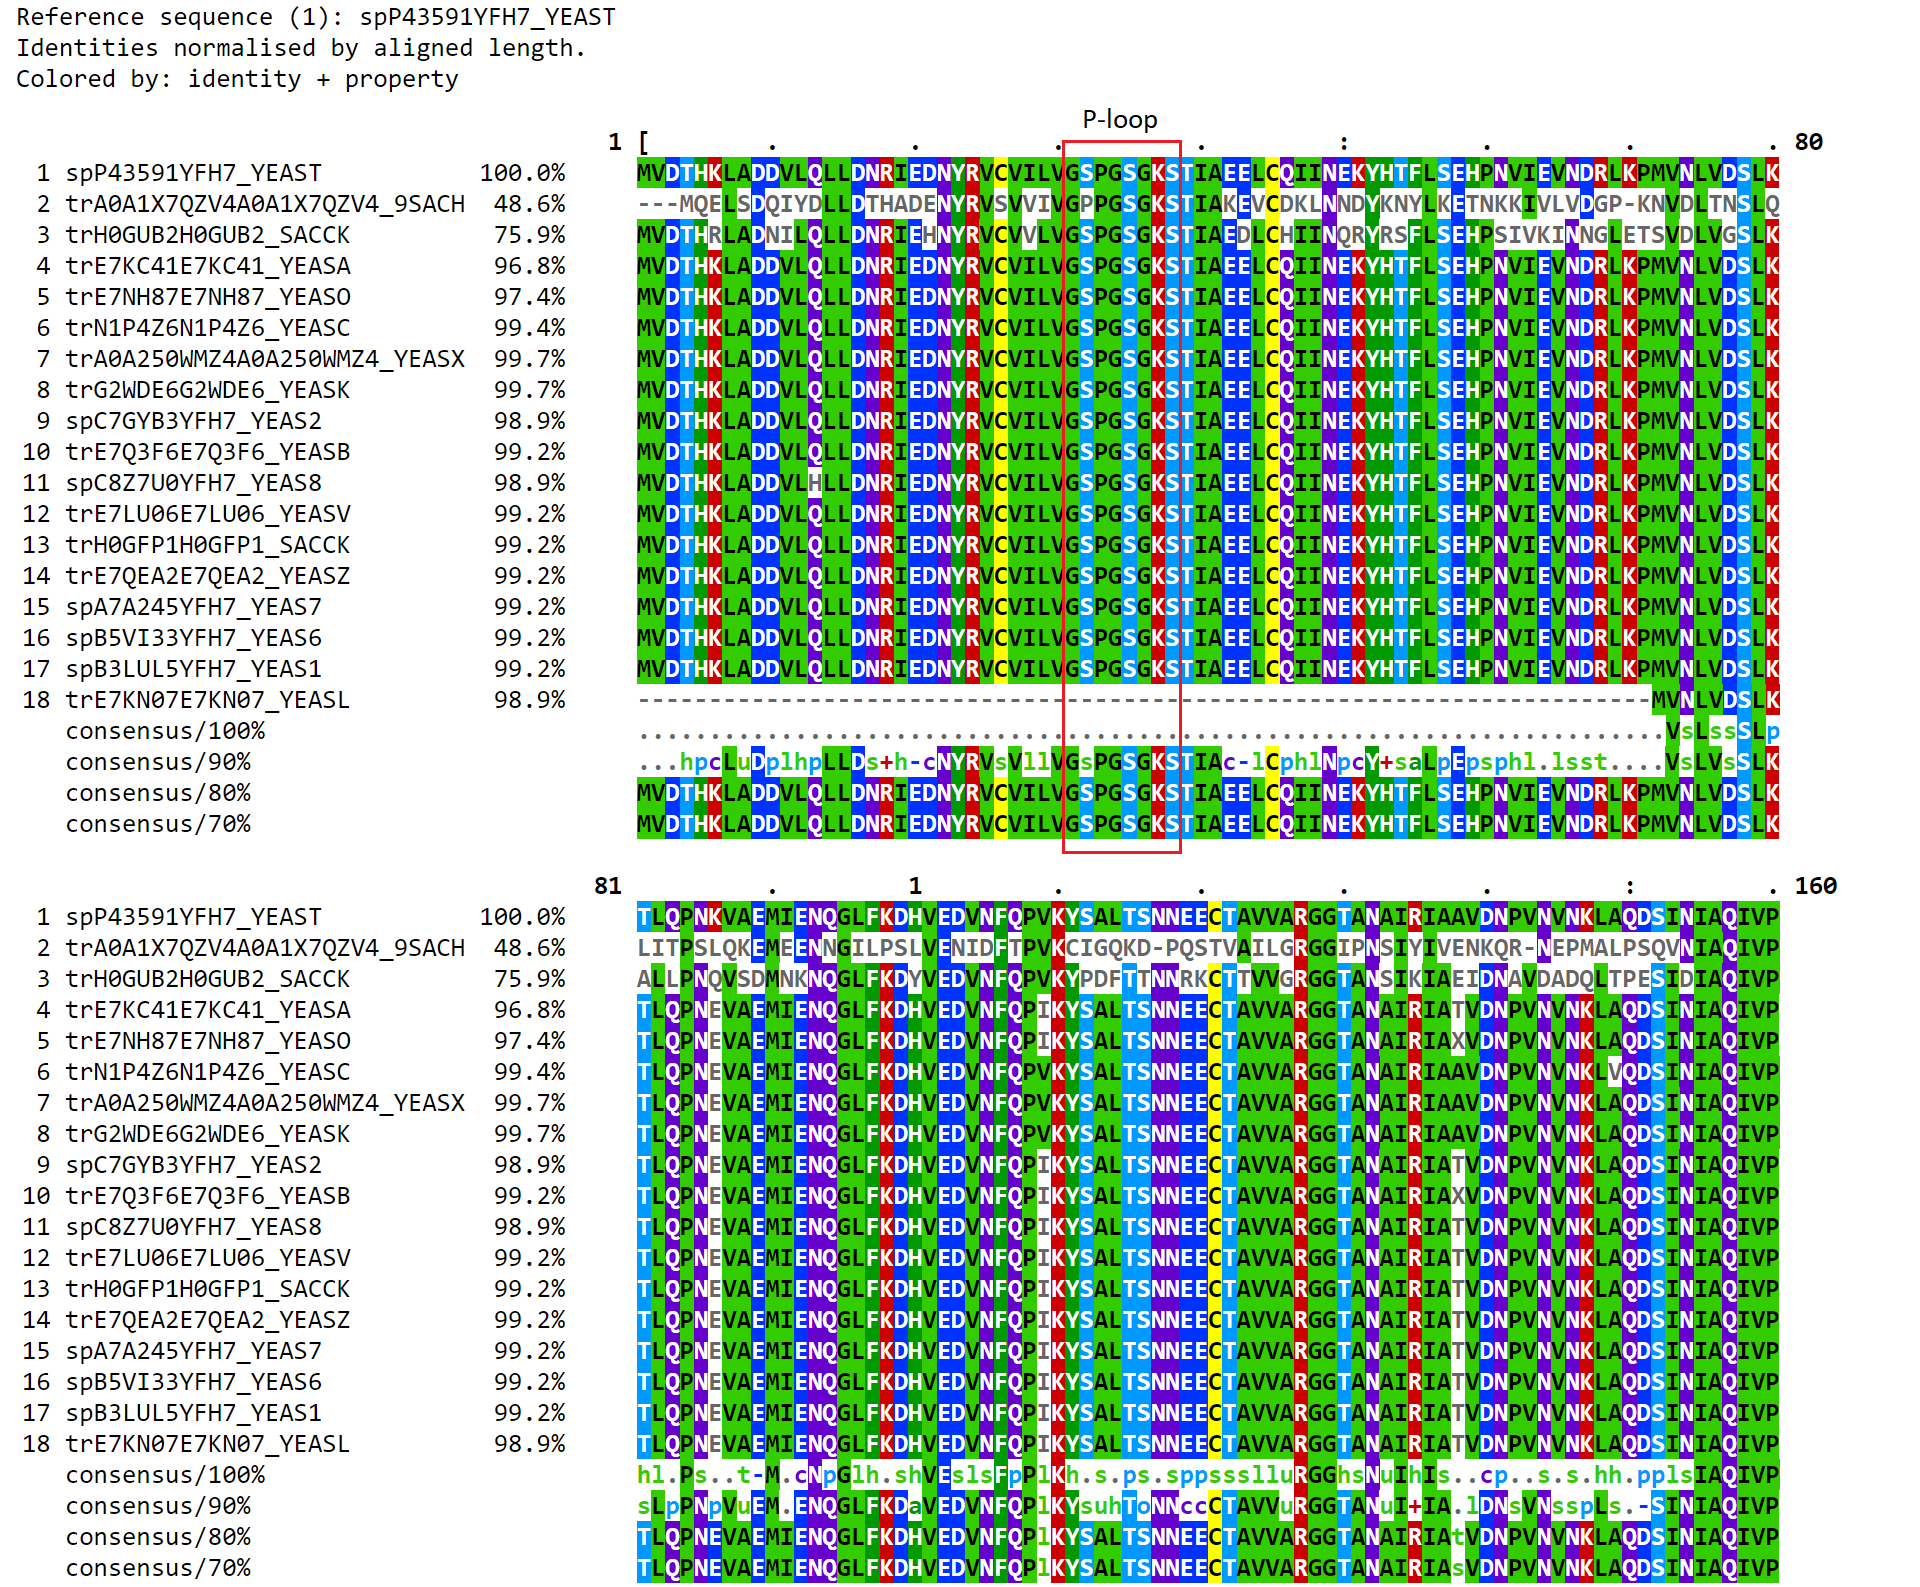 Reference sequence (1): spP43591YFH7_YEAST
Identities normalised by aligned length.
Colored by: identity + property
P-loop
1 [ . . . . : . . . 80
1 spP43591YFH7_YEAST 100.0% MVDTHKLADDVLQLLDNRIEDNYRVCVILVGSPGSGKSTIAEELCQIINEKYHTFLSEHPNVIEVNDRLKPMVNLVDSLK
2 trA0A1X7QZV4A0A1X7QZV4_9SACH 48.6% ---MQELSDQIYDLLDTHADENYRVSVVIVGPPGSGKSTIAKEVCDKLNNDYKNYLKETNKKIVLVDGP-KNVDLTNSLQ
3 trH0GUB2H0GUB2_SACCK 75.9% MVDTHRLADNILQLLDNRIEHNYRVCVVLVGSPGSGKSTIAEDLCHIINQRYRSFLSEHPSIVKINNGLETSVDLVGSLK
4 trE7KC41E7KC41_YEASA 96.8% MVDTHKLADDVLQLLDNRIEDNYRVCVILVGSPGSGKSTIAEELCQIINEKYHTFLSEHPNVIEVNDRLKPMVNLVDSLK
5 trE7NH87E7NH87_YEASO 97.4% MVDTHKLADDVLQLLDNRIEDNYRVCVILVGSPGSGKSTIAEELCQIINEKYHTFLSEHPNVIEVNDRLKPMVNLVDSLK
6 trN1P4Z6N1P4Z6_YEASC 99.4% MVDTHKLADDVLQLLDNRIEDNYRVCVILVGSPGSGKSTIAEELCQIINEKYHTFLSEHPNVIEVNDRLKPMVNLVDSLK
7 trA0A250WMZ4A0A250WMZ4_YEASX 99.7% MVDTHKLADDVLQLLDNRIEDNYRVCVILVGSPGSGKSTIAEELCQIINEKYHTFLSEHPNVIEVNDRLKPMVNLVDSLK
8 trG2WDE6G2WDE6_YEASK 99.7% MVDTHKLADDVLQLLDNRIEDNYRVCVILVGSPGSGKSTIAEELCQIINEKYHTFLSEHPNVIEVNDRLKPMVNLVDSLK
9 spC7GYB3YFH7_YEAS2 98.9% MVDTHKLADDVLQLLDNRIEDNYRVCVILVGSPGSGKSTIAEELCQIINEKYHTFLSEHPNVIEVNDRLKPMVNLVDSLK
10 trE7Q3F6E7Q3F6_YEASB 99.2% MVDTHKLADDVLQLLDNRIEDNYRVCVILVGSPGSGKSTIAEELCQIINEKYHTFLSEHPNVIEVNDRLKPMVNLVDSLK
11 spC8Z7U0YFH7_YEAS8 98.9% MVDTHKLADDVLHLLDNRIEDNYRVCVILVGSPGSGKSTIAEELCQIINEKYHTFLSEHPNVIEVNDRLKPMVNLVDSLK
12 trE7LU06E7LU06_YEASV 99.2% MVDTHKLADDVLQLLDNRIEDNYRVCVILVGSPGSGKSTIAEELCQIINEKYHTFLSEHPNVIEVNDRLKPMVNLVDSLK
13 trH0GFP1H0GFP1_SACCK 99.2% MVDTHKLADDVLQLLDNRIEDNYRVCVILVGSPGSGKSTIAEELCQIINEKYHTFLSEHPNVIEVNDRLKPMVNLVDSLK
14 trE7QEA2E7QEA2_YEASZ 99.2% MVDTHKLADDVLQLLDNRIEDNYRVCVILVGSPGSGKSTIAEELCQIINEKYHTFLSEHPNVIEVNDRLKPMVNLVDSLK
15 spA7A245YFH7_YEAS7 99.2% MVDTHKLADDVLQLLDNRIEDNYRVCVILVGSPGSGKSTIAEELCQIINEKYHTFLSEHPNVIEVNDRLKPMVNLVDSLK
16 spB5VI33YFH7_YEAS6 99.2% MVDTHKLADDVLQLLDNRIEDNYRVCVILVGSPGSGKSTIAEELCQIINEKYHTFLSEHPNVIEVNDRLKPMVNLVDSLK
17 spB3LUL5YFH7_YEAS1 99.2% MVDTHKLADDVLQLLDNRIEDNYRVCVILVGSPGSGKSTIAEELCQIINEKYHTFLSEHPNVIEVNDRLKPMVNLVDSLK
18 trE7KN07E7KN07_YEASL 98.9% -----------------------------------------------------------------------MVNLVDSLK
consensus/100% ........................................................................VsLssSLp
consensus/90% ...hpcLuDplhpLLDs+h-cNYRVsVllVGsPGSGKSTIAc-lCphlNpcY+saLpEpsphl.lsst....VsLVsSLK
consensus/80% MVDTHKLADDVLQLLDNRIEDNYRVCVILVGSPGSGKSTIAEELCQIINEKYHTFLSEHPNVIEVNDRLKPMVNLVDSLK
consensus/70% MVDTHKLADDVLQLLDNRIEDNYRVCVILVGSPGSGKSTIAEELCQIINEKYHTFLSEHPNVIEVNDRLKPMVNLVDSLK
81 . 1 . . . . : . 160
1 spP43591YFH7_YEAST 100.0% TLQPNKVAEMIENQGLFKDHVEDVNFQPVKYSALTSNNEECTAVVARGGTANAIRIAAVDNPVNVNKLAQDSINIAQIVP
2 trA0A1X7QZV4A0A1X7QZV4_9SACH 48.6% LITPSLQKEMEENNGILPSLVENIDFTPVKCIGQKD-PQSTVAILGRGGIPNSIYIVENKQR-NEPMALPSQVNIAQIVP
3 trH0GUB2H0GUB2_SACCK 75.9% ALLPNQVSDMNKNQGLFKDYVEDVNFQPVKYPDFTTNNRKCTTVVGRGGTANSIKIAEIDNAVDADQLTPESIDIAQIVP
4 trE7KC41E7KC41_YEASA 96.8% TLQPNEVAEMIENQGLFKDHVEDVNFQPIKYSALTSNNEECTAVVARGGTANAIRIATVDNPVNVNKLAQDSINIAQIVP
5 trE7NH87E7NH87_YEASO 97.4% TLQPNEVAEMIENQGLFKDHVEDVNFQPIKYSALTSNNEECTAVVARGGTANAIRIAXVDNPVNVNKLAQDSINIAQIVP
6 trN1P4Z6N1P4Z6_YEASC 99.4% TLQPNEVAEMIENQGLFKDHVEDVNFQPVKYSALTSNNEECTAVVARGGTANAIRIAAVDNPVNVNKLVQDSINIAQIVP
7 trA0A250WMZ4A0A250WMZ4_YEASX 99.7% TLQPNEVAEMIENQGLFKDHVEDVNFQPVKYSALTSNNEECTAVVARGGTANAIRIAAVDNPVNVNKLAQDSINIAQIVP
8 trG2WDE6G2WDE6_YEASK 99.7% TLQPNEVAEMIENQGLFKDHVEDVNFQPVKYSALTSNNEECTAVVARGGTANAIRIAAVDNPVNVNKLAQDSINIAQIVP
9 spC7GYB3YFH7_YEAS2 98.9% TLQPNEVAEMIENQGLFKDHVEDVNFQPIKYSALTSNNEECTAVVARGGTANAIRIATVDNPVNVNKLAQDSINIAQIVP
10 trE7Q3F6E7Q3F6_YEASB 99.2% TLQPNEVAEMIENQGLFKDHVEDVNFQPIKYSALTSNNEECTAVVARGGTANAIRIAXVDNPVNVNKLAQDSINIAQIVP
11 spC8Z7U0YFH7_YEAS8 98.9% TLQPNEVAEMIENQGLFKDHVEDVNFQPIKYSALTSNNEECTAVVARGGTANAIRIATVDNPVNVNKLAQDSINIAQIVP
12 trE7LU06E7LU06_YEASV 99.2% TLQPNEVAEMIENQGLFKDHVEDVNFQPIKYSALTSNNEECTAVVARGGTANAIRIATVDNPVNVNKLAQDSINIAQIVP
13 trH0GFP1H0GFP1_SACCK 99.2% TLQPNEVAEMIENQGLFKDHVEDVNFQPIKYSALTSNNEECTAVVARGGTANAIRIATVDNPVNVNKLAQDSINIAQIVP
14 trE7QEA2E7QEA2_YEASZ 99.2% TLQPNEVAEMIENQGLFKDHVEDVNFQPIKYSALTSNNEECTAVVARGGTANAIRIATVDNPVNVNKLAQDSINIAQIVP
15 spA7A245YFH7_YEAS7 99.2% TLQPNEVAEMIENQGLFKDHVEDVNFQPIKYSALTSNNEECTAVVARGGTANAIRIATVDNPVNVNKLAQDSINIAQIVP
16 spB5VI33YFH7_YEAS6 99.2% TLQPNEVAEMIENQGLFKDHVEDVNFQPIKYSALTSNNEECTAVVARGGTANAIRIATVDNPVNVNKLAQDSINIAQIVP
17 spB3LUL5YFH7_YEAS1 99.2% TLQPNEVAEMIENQGLFKDHVEDVNFQPIKYSALTSNNEECTAVVARGGTANAIRIATVDNPVNVNKLAQDSINIAQIVP
18 trE7KN07E7KN07_YEASL 98.9% TLQPNEVAEMIENQGLFKDHVEDVNFQPIKYSALTSNNEECTAVVARGGTANAIRIATVDNPVNVNKLAQDSINIAQIVP
consensus/100% hl.Ps..t-M.cNpGlh.shVEslsFpPlKh.s.ps.sppssslluRGGhsNuIhIs..cp..s.s.hh.pplsIAQIVP
consensus/90% sLpPNpVuEM.ENQGLFKDaVEDVNFQPlKYsuhToNNccCTAVVuRGGTANuI+IA.lDNsVNsspLs.-SINIAQIVP
consensus/80% TLQPNEVAEMIENQGLFKDHVEDVNFQPlKYSALTSNNEECTAVVARGGTANAIRIAtVDNPVNVNKLAQDSINIAQIVP
consensus/70% TLQPNEVAEMIENQGLFKDHVEDVNFQPlKYSALTSNNEECTAVVARGGTANAIRIAsVDNPVNVNKLAQDSINIAQIVP